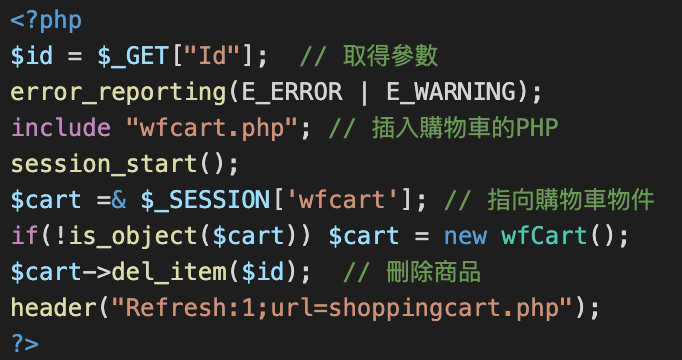 <?php
$id = $_GET["Id"];  // 取得參數
error_reporting(E_ERROR | E_WARNING);
include "wfcart.php"; // 插入購物車的PHP
session_start();
$cart =& $_SESSION['wfcart']; // 指向購物車物件
if(!is_object($cart)) $cart = new wfCart();
$cart->del_item($id);  // 刪除商品
header("Refresh:1;url=shoppingcart.php");
?>